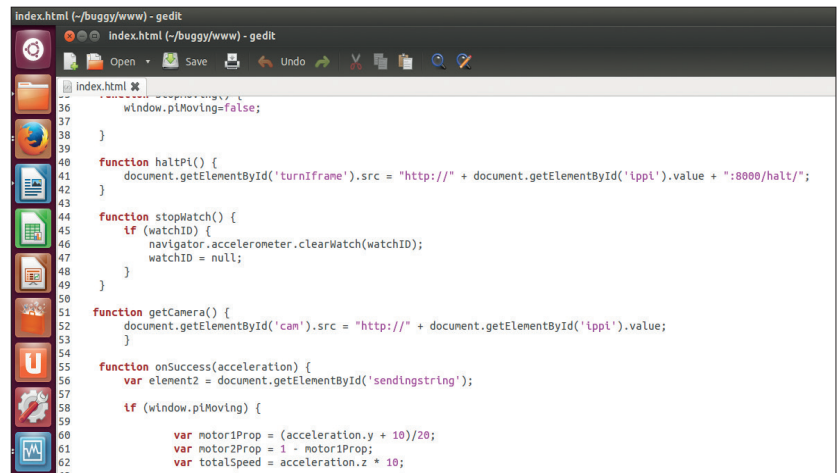 index.html (~/buggy/www) - gedit
index.html (~/buggy/www) - gedit
Open Save Undo
index.html
35 function stopMoving() {
36 window.piMoving=false;
37
38 }
39
40 function haltPi() {
41 document.getElementById('turnIframe').src = "http://" + document.getElementById('ippi').value + ":8000/halt/";
42 }
43
44 function stopWatch() {
45 if (watchID) {
46 navigator.accelerometer.clearWatch(watchID);
47 watchID = null;
48 }
49 }
50
51 function getCamera() {
52 document.getElementById('cam').src = "http://" + document.getElementById('ippi').value;
53 }
54
55 function onSuccess(acceleration) {
56 var element2 = document.getElementById('sendingstring');
57
58 if (window.piMoving) {
59
60 var motor1Prop = (acceleration.y + 10)/20;
61 var motor2Prop = 1 - motor1Prop;
62 var totalSpeed = acceleration.z * 10;